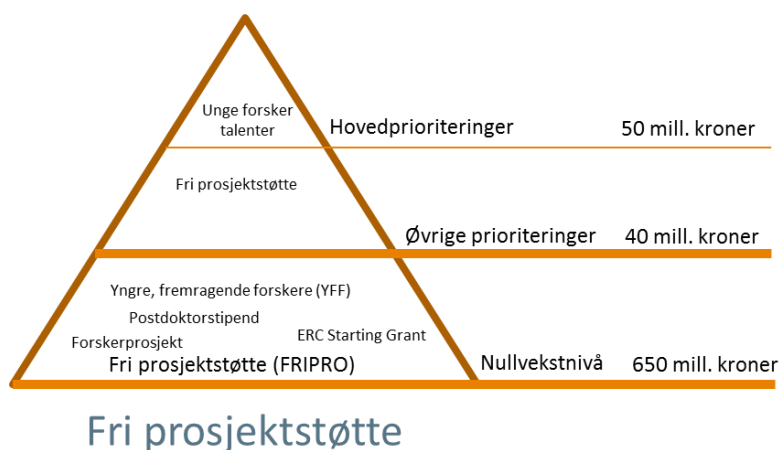 Unge forsker
talenter
Hovedprioriteringer 50 mill. kroner
Fri prosjektstøtte
Øvrige prioriteringer 40 mill. kroner
Yngre, fremragende forskere (YFF)
Postdoktorstipend
Forskerprosjekt ERC Starting Grant
Fri prosjektstøtte (FRIPRO) Nullvekstnivå 650 mill. kroner
Fri prosjektstøtte